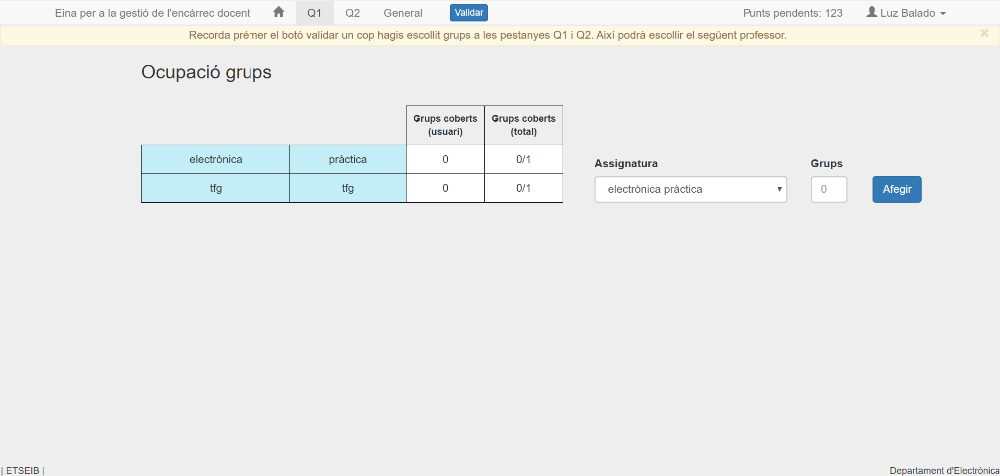 Eina per a la gestió de l'encàrrec docent Q1 Q2 General Validar Punts pendents: 123 Luz Balado
Recorda prémer el botó validar un cop hagis escollit grups a les pestanyes Q1 i Q2. Així podrà escollir el següent professor. ×
Ocupació grups
Grups coberts (usuari) Grups coberts (total)
electrònica pràctica 0 0/1
tfg tfg 0 0/1
Assignatura Grups
electrònica pràctica 0 Afegir
| ETSEIB | Departament d'Electrònica